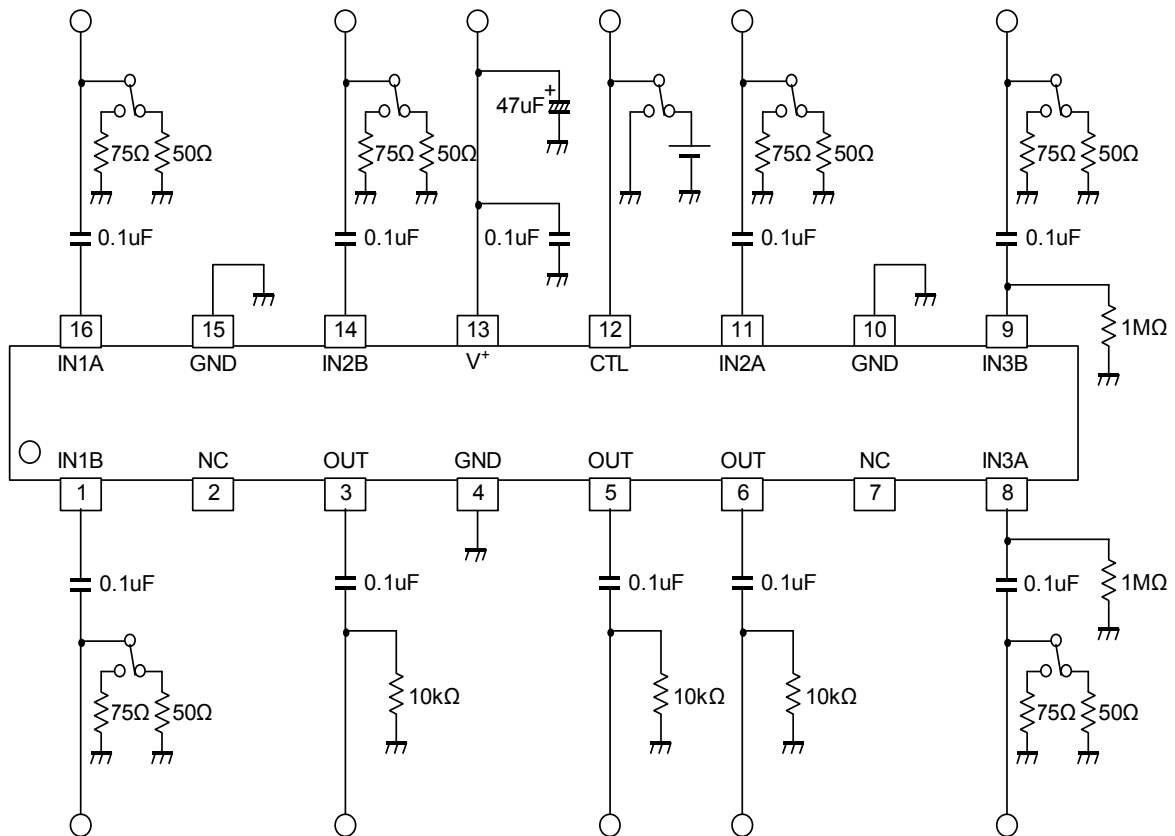 75Ω 50Ω 75Ω 50Ω 47uF + 75Ω 50Ω 75Ω 50Ω
0.1uF 0.1uF 0.1uF 0.1uF 0.1uF
16 15 14 13 12 11 10 9 1MΩ
IN1A GND IN2B V+ CTL IN2A GND IN3B
IN1B NC OUT GND OUT OUT NC IN3A
1 2 3 4 5 6 7 8
0.1uF 0.1uF 0.1uF 0.1uF 0.1uF 1MΩ
75Ω 50Ω 10kΩ 10kΩ 10kΩ 75Ω 50Ω